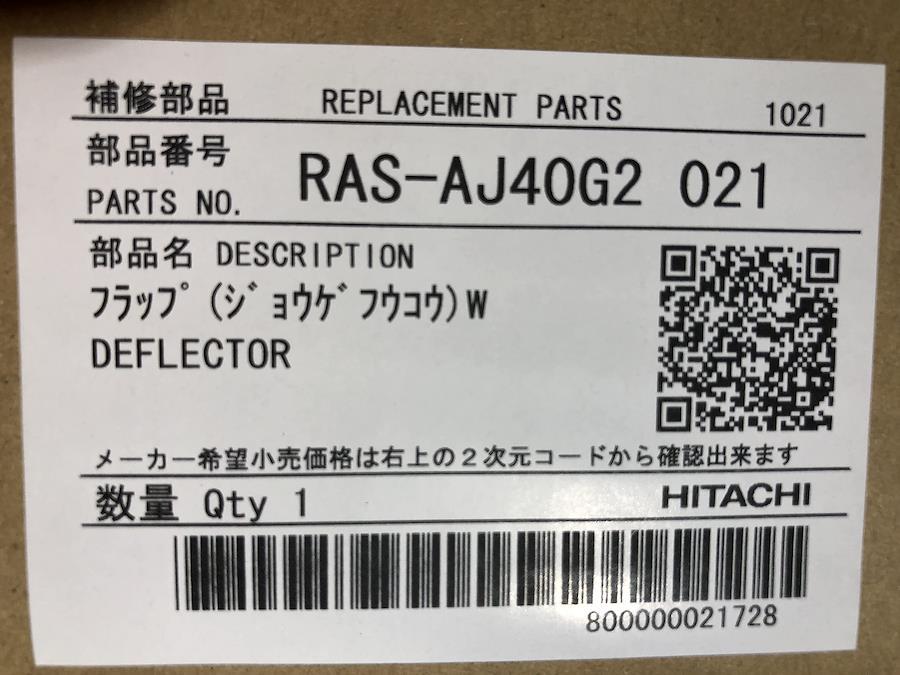 補修部品 REPLACEMENT PARTS 1021
部品番号
PARTS NO. RAS-AJ40G2 021
部品名 DESCRIPTION
ﾌﾗｯﾌﾟ(ｼﾞｮｳｹﾞﾌｳｺｳ)W
DEFLECTOR
メーカー希望小売価格は右上の２次元コードから確認出来ます
数量 Qty 1 HITACHI
800000021728